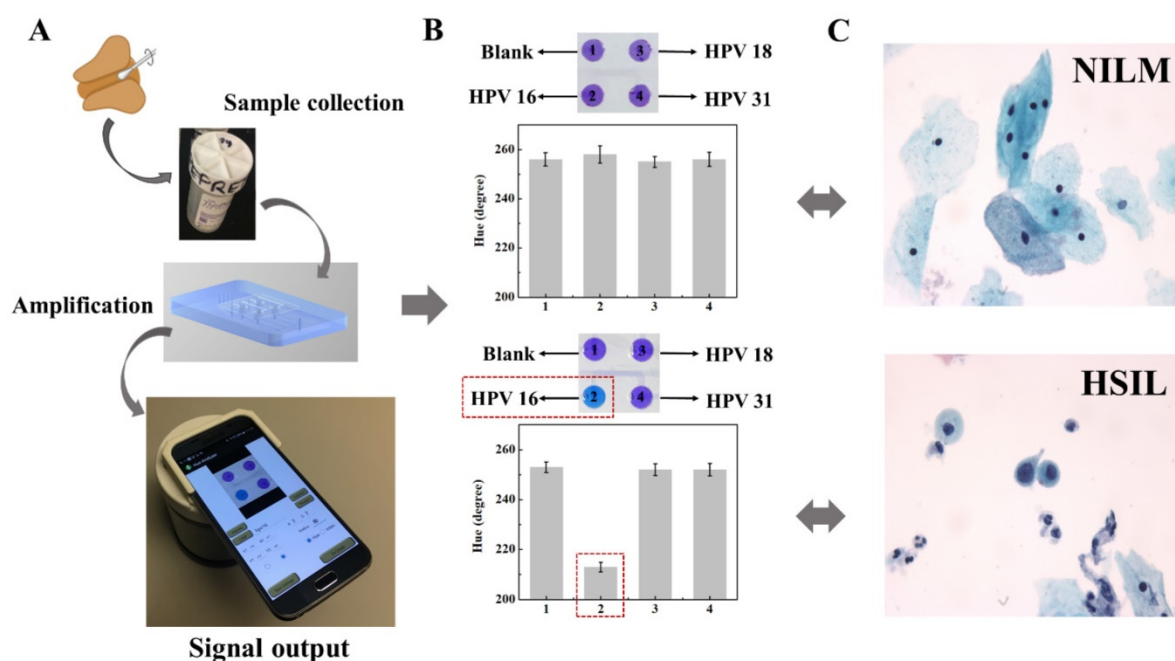 A
Sample collection
Amplification
Signal output
B
Blank
1
3
HPV 18
HPV 16
2
4
HPV 31
Hue (degree)
260
240
220
200
1
2
3
4
Blank
1
3
HPV 18
HPV 16
2
4
HPV 31
Hue (degree)
260
240
220
200
1
2
3
4
C
NILM
HSIL